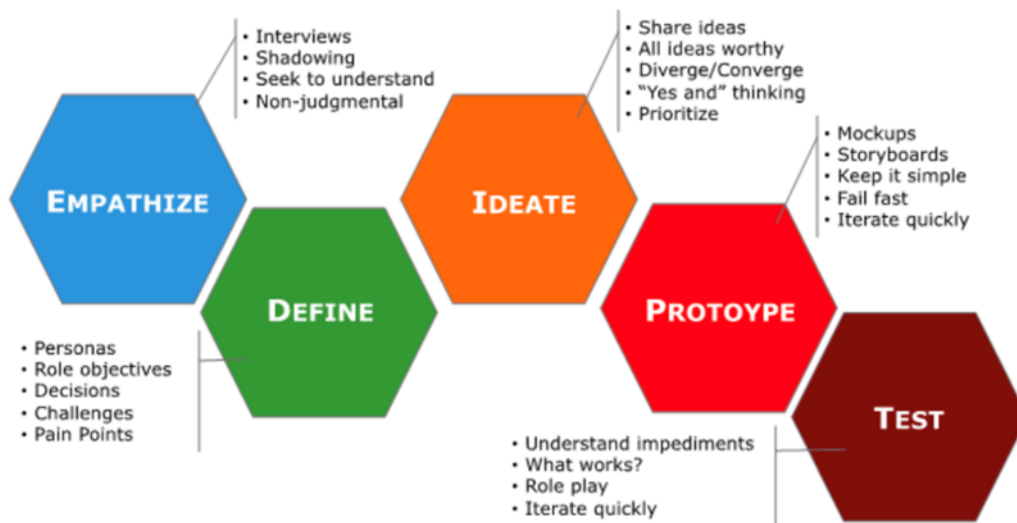 EMPATHIZE
• Interviews
• Shadowing
• Seek to understand
• Non-judgmental
DEFINE
• Personas
• Role objectives
• Decisions
• Challenges
• Pain Points
IDEATE
• Share ideas
• All ideas worthy
• Diverge/Converge
• “Yes and” thinking
• Prioritize
PROTOYPE
• Mockups
• Storyboards
• Keep it simple
• Fail fast
• Iterate quickly
TEST
• Understand impediments
• What works?
• Role play
• Iterate quickly